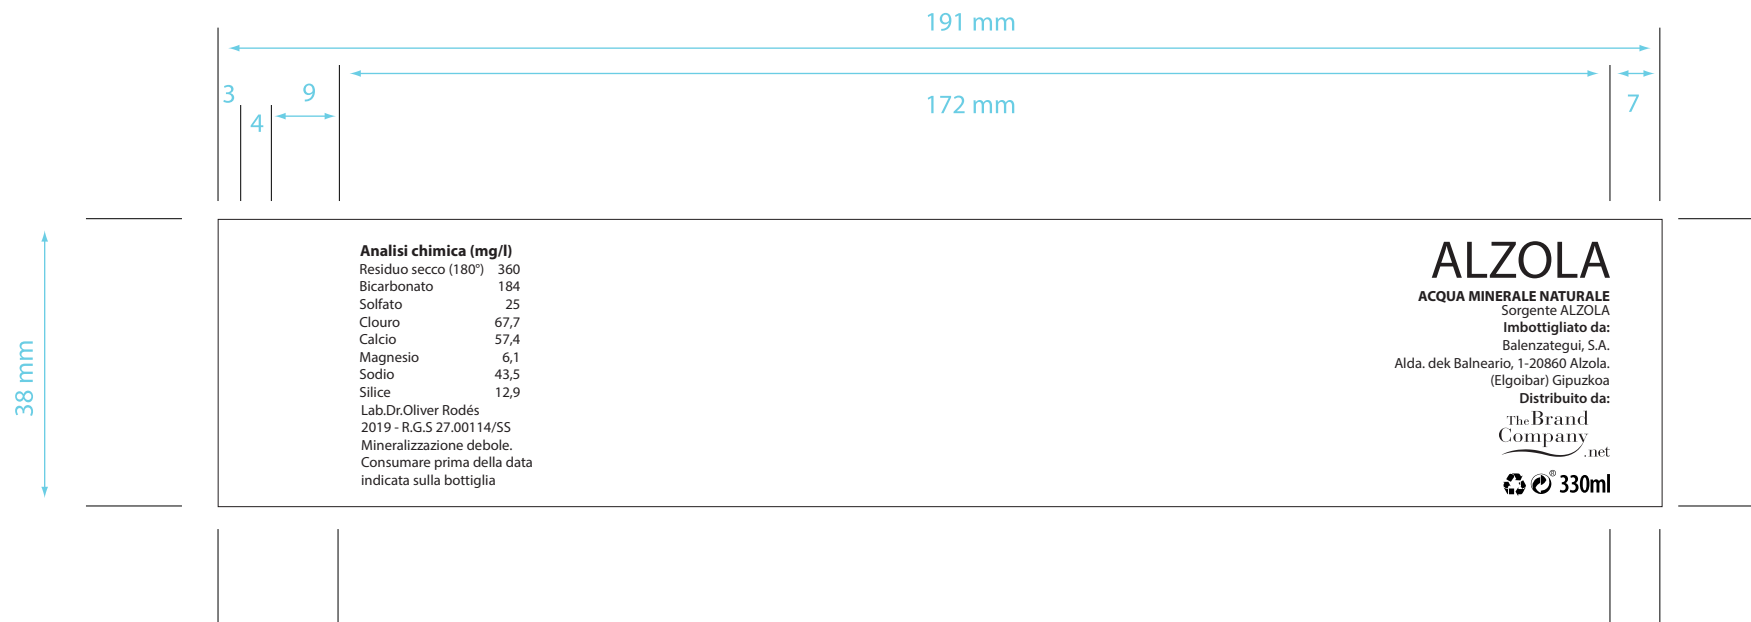 191 mm
3
4
9
172 mm
7
38 mm
Analisi chimica (mg/l)
Residuo secco (180°) 360
Bicarbonato 184
Solfato 25
Clouro 67,7
Calcio 57,4
Magnesio 6,1
Sodio 43,5
Silice 12,9
Lab.Dr.Oliver Rodés
2019 - R.G.S 27.00114/SS
Mineralizzazione debole.
Consumare prima della data
indicata sulla bottiglia
ALZOLA
ACQUA MINERALE NATURALE
Sorgente ALZOLA
Imbottigliato da:
Balenzategui, S.A.
Alda. dek Balneario, 1-20860 Alzola.
(Elgoibar) Gipuzkoa
Distribuito da:
The Brand
Company
.net
® 330ml